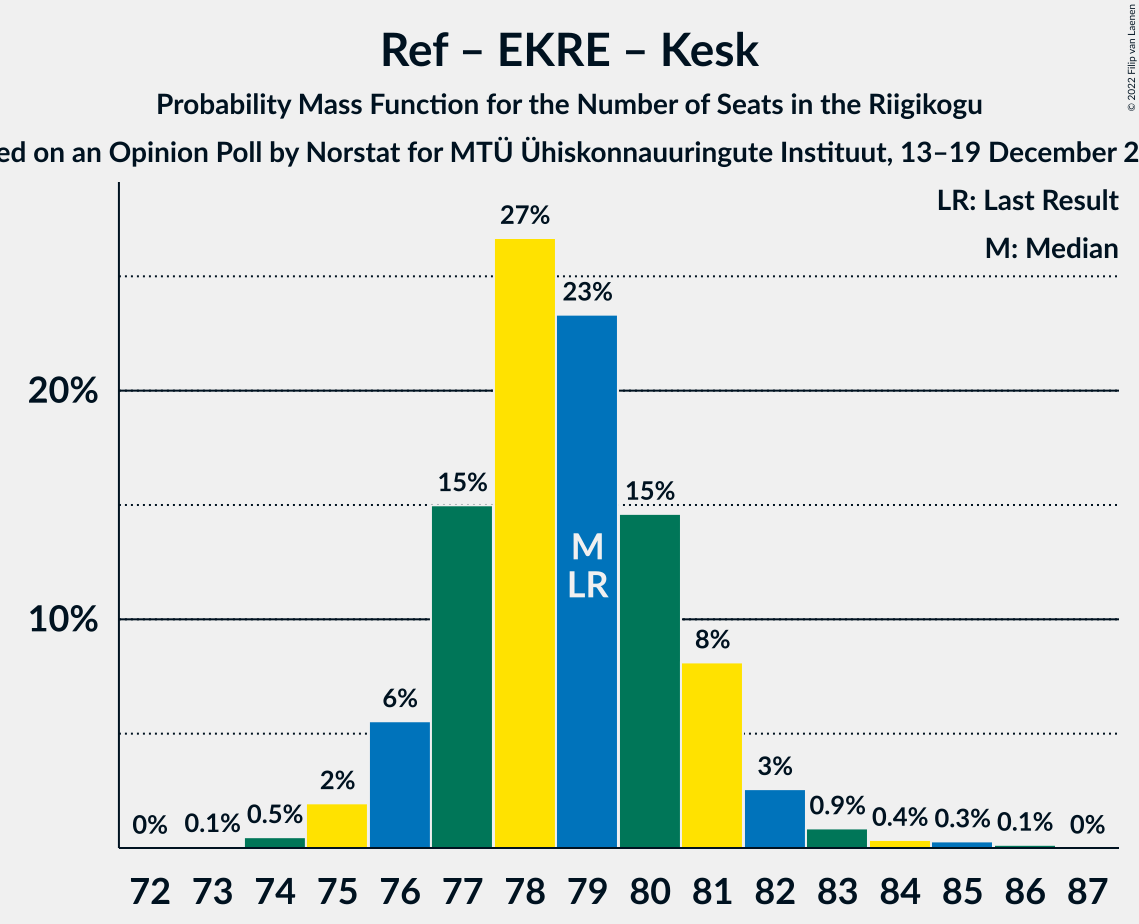 Ref – EKRE – Kesk
Probability Mass Function for the Number of Seats in the Riigikogu
ed on an Opinion Poll by Norstat for MTÜ Ühiskonnauuringute Instituut, 13–19 December 2
© 2022 Filip van Laenen
LR: Last Result
M: Median
27%
23%
20%
15%
15%
M
LR
10%
8%
6%
3%
2%
0%
0.1%
0.5%
0.9%
0.4%
0.3%
0.1%
0%
72 73 74 75 76 77 78 79 80 81 82 83 84 85 86 87